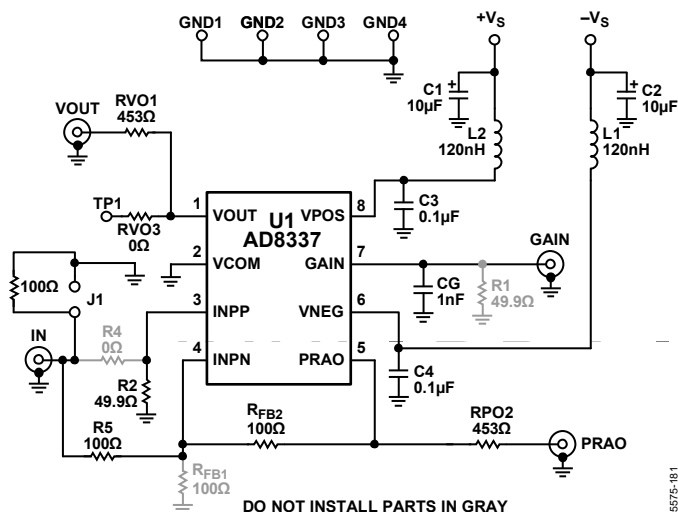 GND1 GND2 GND3 GND4
+VS
–VS
C1
10µF
+
C2
10µF
+
L2
120nH
L1
120nH
VOUT
RVO1
453Ω
TP1
RVO3
0Ω
C3
0.1µF
U1
AD8337
1 VOUT
2 VCOM
3 INPP
4 INPN
VPOS 8
GAIN 7
VNEG 6
PRAO 5
GAIN
CG
1nF
R1
49.9Ω
100Ω
J1
IN
R4
0Ω
R2
49.9Ω
C4
0.1µF
R5
100Ω
RFB2
100Ω
RPO2
453Ω
PRAO
RFB1
100Ω
DO NOT INSTALL PARTS IN GRAY
5575-181